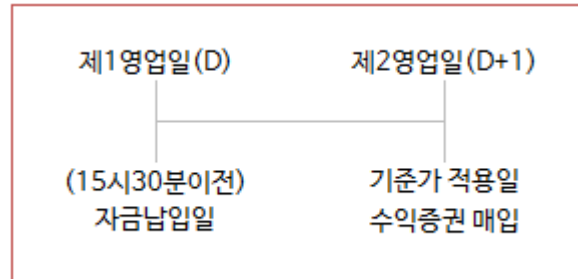 제1영업일(D)
제2영업일(D+1)
(15시30분이전)
자금납입일
기준가 적용일
수익증권 매입